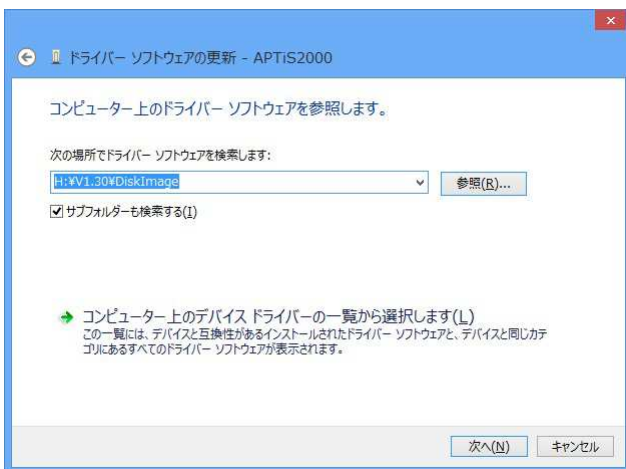 ドライバー ソフトウェアの更新 - APTiS2000
コンピューター上のドライバー ソフトウェアを参照します。
次の場所でドライバー ソフトウェアを検索します:
H:¥V1.30¥DiskImage
参照(R)...
サブフォルダーも検索する(I)
コンピューター上のデバイス ドライバーの一覧から選択します(L)
この一覧には、デバイスと互換性があるインストールされたドライバー ソフトウェアと、デバイスと同じカテ
ゴリにあるすべてのドライバー ソフトウェアが表示されます。
次へ(N)
キャンセル